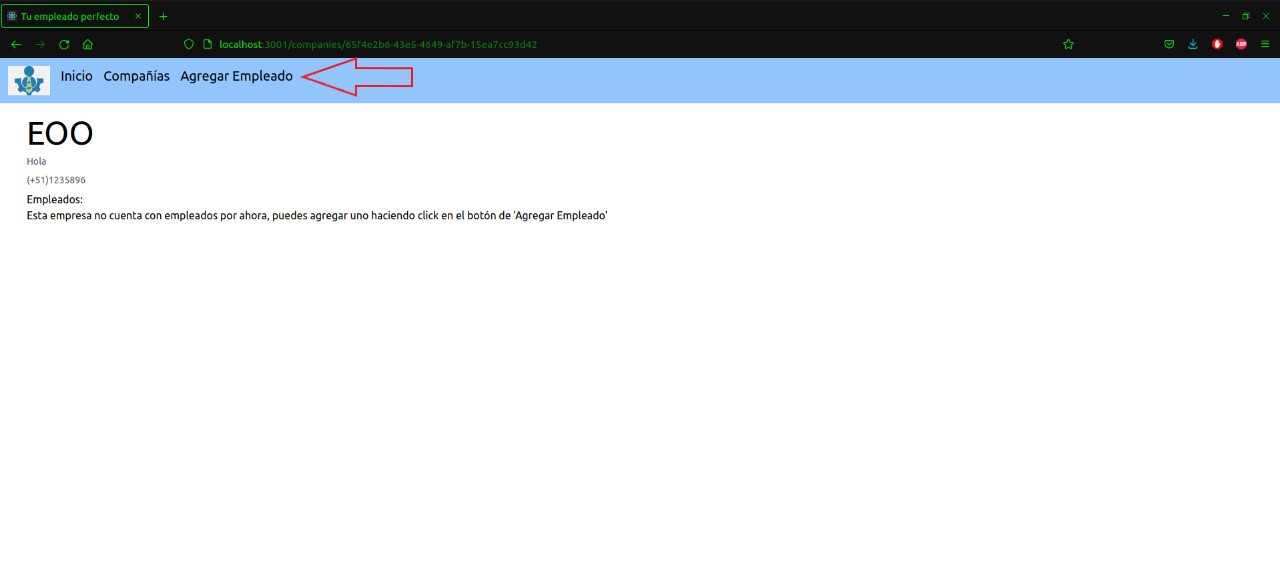 Tu empleado perfecto
localhost:3001/companies/65f4e2b6-43e5-4649-af7b-15ea7cc93d42
ABP
Inicio Compañías Agregar Empleado
EOO
Hola
(+51)1235896
Empleados:
Esta empresa no cuenta con empleados por ahora, puedes agregar uno haciendo click en el botón de 'Agregar Empleado'